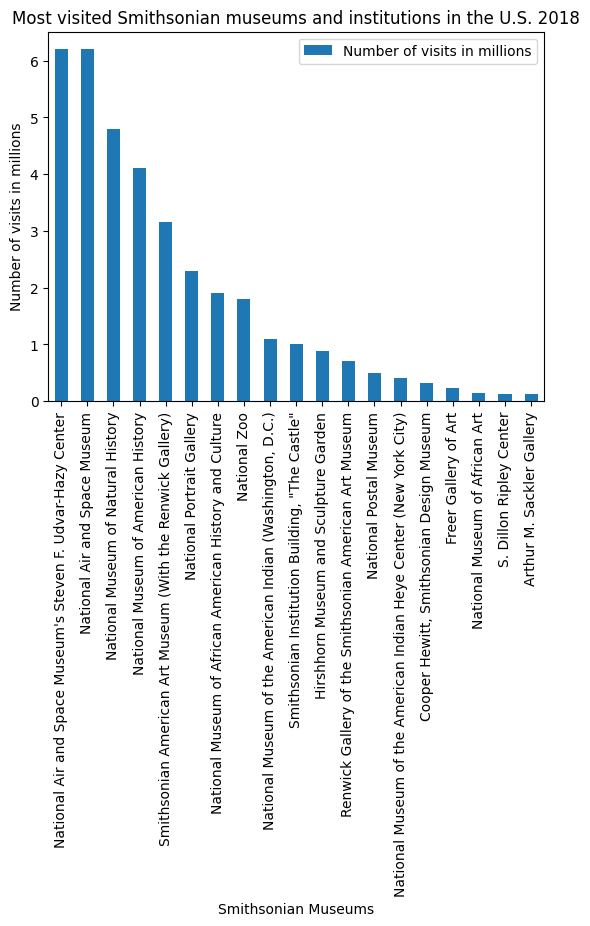 Most visited Smithsonian museums and institutions in the U.S. 2018
Number of visits in millions
Number of visits in millions
6
5
4
3
2
1
0
National Air and Space Museum's Steven F. Udvar-Hazy Center
National Air and Space Museum
National Museum of Natural History
National Museum of American History
Smithsonian American Art Museum (With the Renwick Gallery)
National Portrait Gallery
National Museum of African American History and Culture
National Zoo
National Museum of the American Indian (Washington, D.C.)
Smithsonian Institution Building, "The Castle"
Hirshhorn Museum and Sculpture Garden
Renwick Gallery of the Smithsonian American Art Museum
National Postal Museum
National Museum of the American Indian Heye Center (New York City)
Cooper Hewitt, Smithsonian Design Museum
Freer Gallery of Art
National Museum of African Art
S. Dillon Ripley Center
Arthur M. Sackler Gallery
Smithsonian Museums